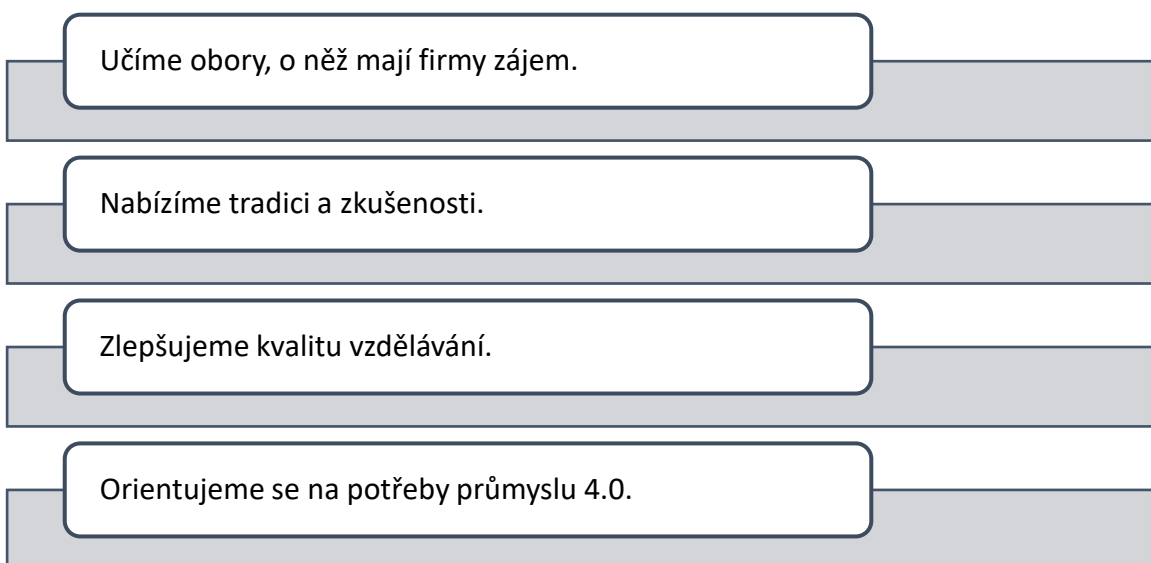 Učíme obory, o něž mají firmy zájem.
Nabízíme tradici a zkušenosti.
Zlepšujeme kvalitu vzdělávání.
Orientujeme se na potřeby průmyslu 4.0.